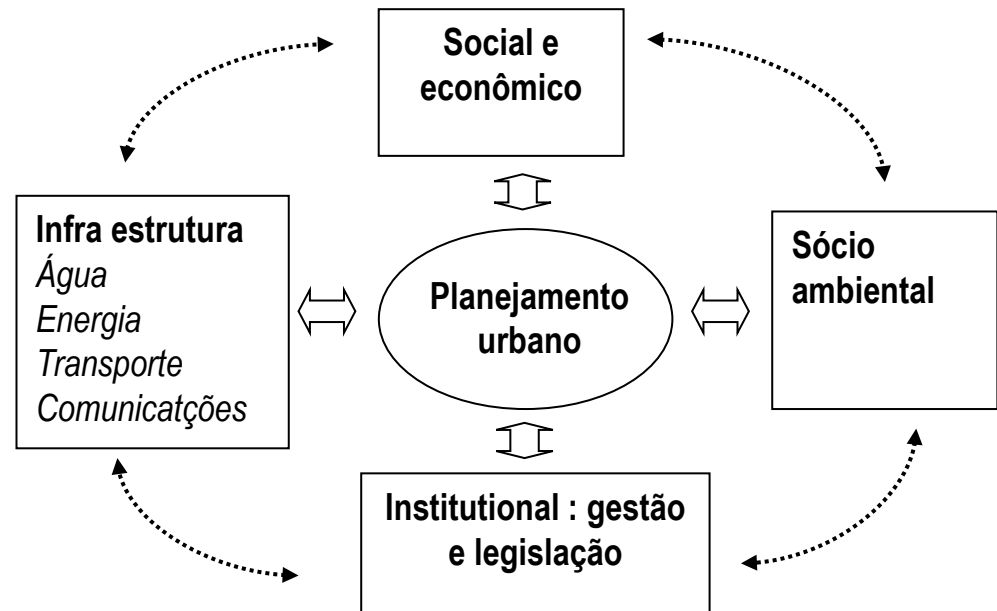 Social e
econômico
Infra estrutura
Água
Energia
Transporte
Comunicatções
Planejamento
urbano
Sócio
ambiental
Institutional : gestão
e legislação